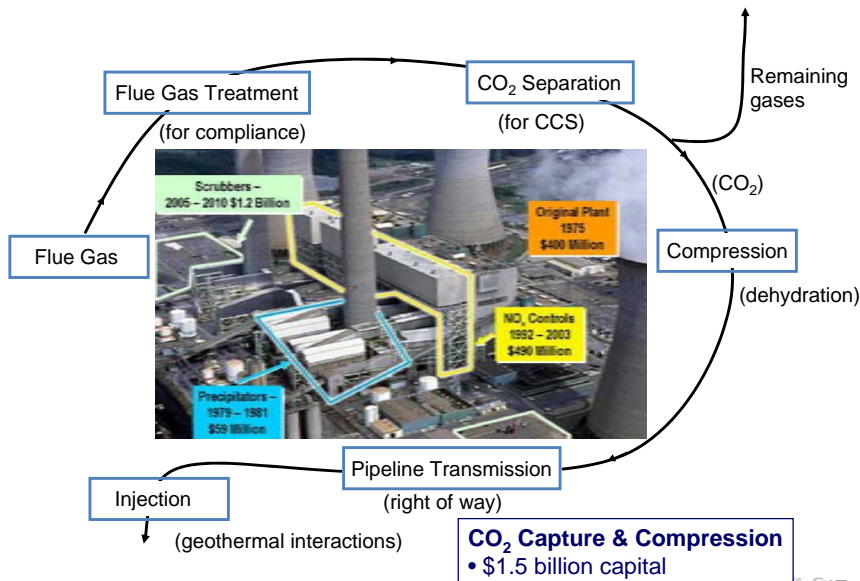 Flue Gas Treatment
(for compliance)
CO₂ Separation
(for CCS)
Remaining
gases
(CO₂)
Scrubbers –
2005 – 2010 $1.2 Billion
Original Plant
1975
$400 Million
Flue Gas
Compression
(dehydration)
NOₓ Controls
1992 – 2003
$490 Million
Precipitators –
1979 – 1981
$59 Million
Pipeline Transmission
(right of way)
Injection
(geothermal interactions)
CO₂ Capture & Compression
• $1.5 billion capital